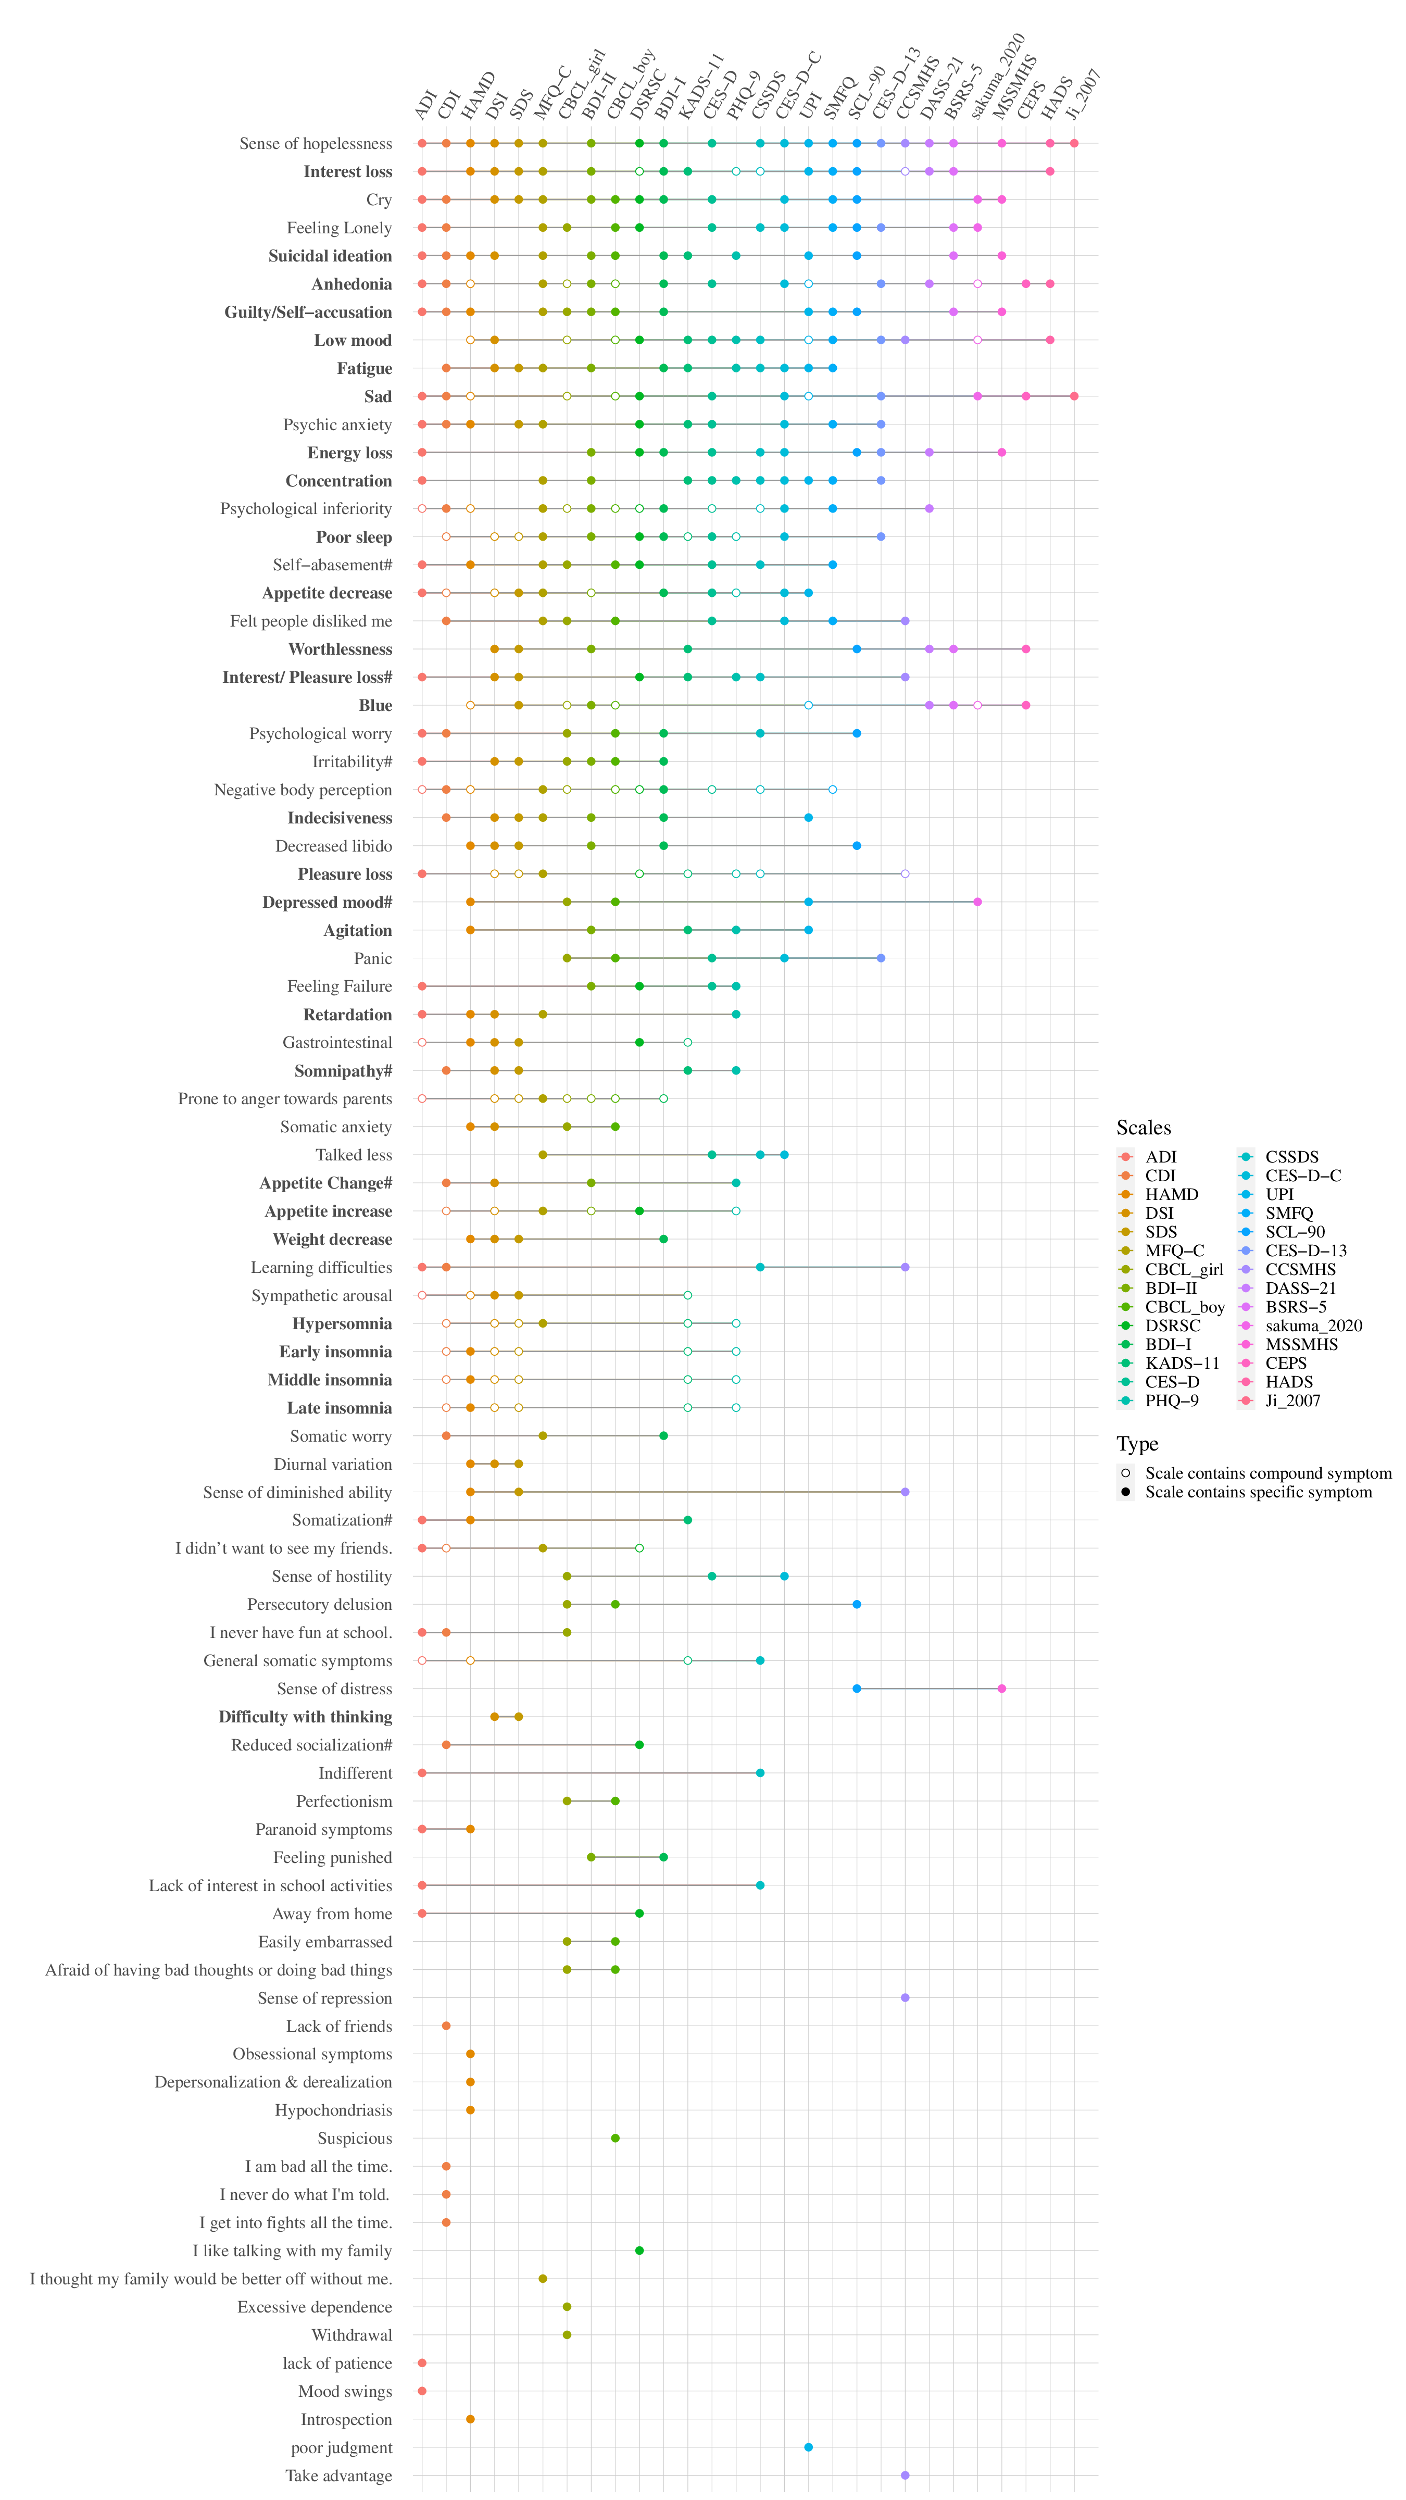 ADI
CDI
HAMD
DSI
SDS
MFQ−C
CBCL_girl
BDI−II
CBCL_boy
DSRSC
BDI−I
KADS−11
CES−D
PHQ−9
CSSDS
CES−D−C
UPI
SMFQ
SCL−90
CES−D−13
CCSMHS
DASS−21
BSRS−5
sakuma_2020
MSSMHS
CEPS
HADS
Ji_2007
Sense of hopelessness
Interest loss
Cry
Feeling Lonely
Suicidal ideation
Anhedonia
Guilty/Self−accusation
Low mood
Fatigue
Sad
Psychic anxiety
Energy loss
Concentration
Psychological inferiority
Poor sleep
Self−abasement#
Appetite decrease
Felt people disliked me
Worthlessness
Interest/ Pleasure loss#
Blue
Psychological worry
Irritability#
Negative body perception
Indecisiveness
Decreased libido
Pleasure loss
Depressed mood#
Agitation
Panic
Feeling Failure
Retardation
Gastrointestinal
Somnipathy#
Prone to anger towards parents
Somatic anxiety
Talked less
Appetite Change#
Appetite increase
Weight decrease
Learning difficulties
Sympathetic arousal
Hypersomnia
Early insomnia
Middle insomnia
Late insomnia
Somatic worry
Diurnal variation
Sense of diminished ability
Somatization#
I didn’t want to see my friends.
Sense of hostility
Persecutory delusion
I never have fun at school.
General somatic symptoms
Sense of distress
Difficulty with thinking
Reduced socialization#
Indifferent
Perfectionism
Paranoid symptoms
Feeling punished
Lack of interest in school activities
Away from home
Easily embarrassed
Afraid of having bad thoughts or doing bad things
Sense of repression
Lack of friends
Obsessional symptoms
Depersonalization & derealization
Hypochondriasis
Suspicious
I am bad all the time.
I never do what I'm told.
I get into fights all the time.
I like talking with my family
I thought my family would be better off without me.
Excessive dependence
Withdrawal
lack of patience
Mood swings
Introspection
poor judgment
Take advantage
Scales
ADI
CDI
HAMD
DSI
SDS
MFQ−C
CBCL_girl
BDI−II
CBCL_boy
DSRSC
BDI−I
KADS−11
CES−D
PHQ−9
CSSDS
CES−D−C
UPI
SMFQ
SCL−90
CES−D−13
CCSMHS
DASS−21
BSRS−5
sakuma_2020
MSSMHS
CEPS
HADS
Ji_2007
Type
Scale contains compound symptom
Scale contains specific symptom